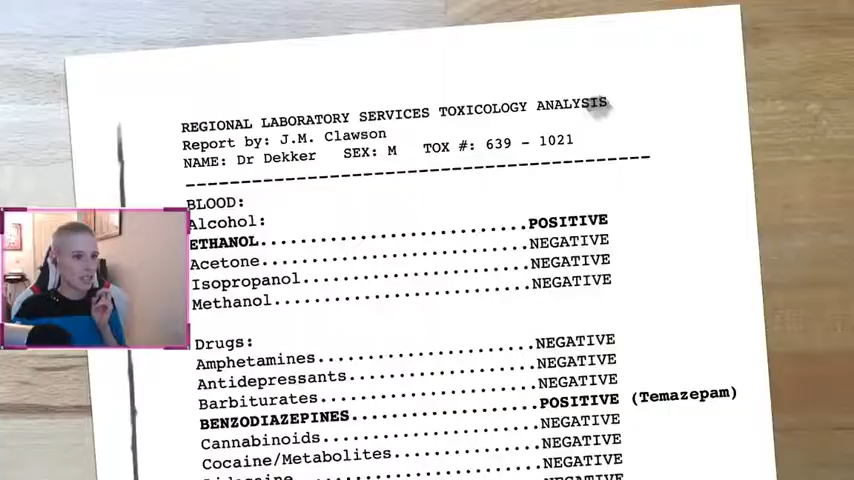 REGIONAL LABORATORY SERVICES TOXICOLOGY ANALYSIS
Report by: J.M. Clawson
NAME: Dr Dekker SEX: M TOX #: 639 - 1021
--------------------------------------------------
BLOOD:
Alcohol:
ETHANOL................................POSITIVE
Acetone................................NEGATIVE
Isopropanol............................NEGATIVE
Methanol...............................NEGATIVE
Drugs:
Amphetamines..........................NEGATIVE
Antidepressants.......................NEGATIVE
Barbiturates..........................NEGATIVE
BENZODIAZEPINES.......................POSITIVE (Temazepam)
Cannabinoids..........................NEGATIVE
Cocaine/Metabolites...................NEGATIVE
NEGATIVE